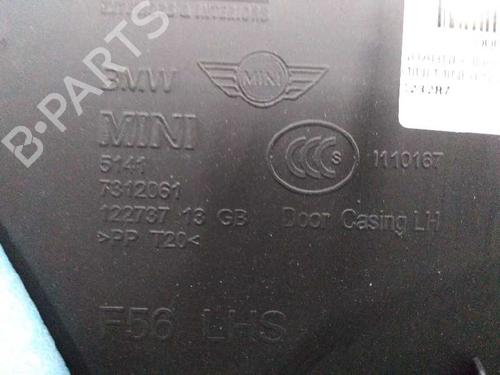 BMW
MINI
MINI
5141
7312061
122737 13 GB
>PP T20<
CCC S
1110167
Door Casing LH
F56 LHS
B-PARTS